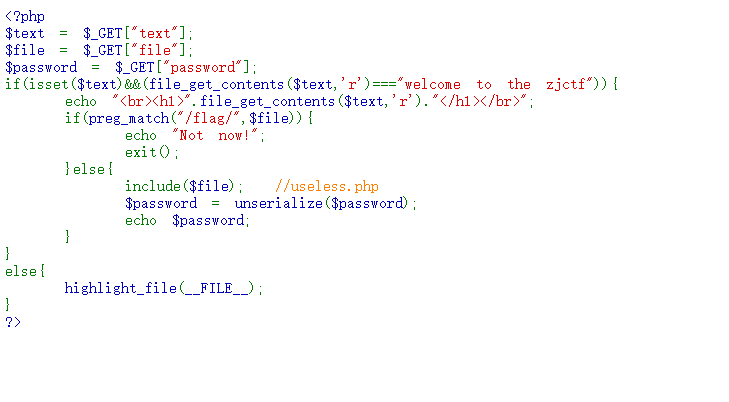 <?php
$text = $_GET["text"];
$file = $_GET["file"];
$password = $_GET["password"];
if(isset($text)&&(file_get_contents($text,'r')==="welcome to the zjctf")){
    echo "<br><h1>".file_get_contents($text,'r')."</h1></br>";
    if(preg_match("/flag/",$file)){
        echo "Not now!";
        exit();
    }else{
        include($file);  //useless.php
        $password = unserialize($password);
        echo $password;
    }
}
else{
    highlight_file(__FILE__);
}
?>